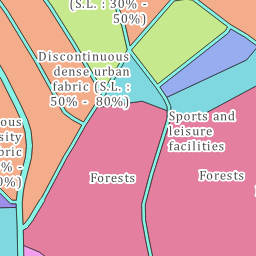 (S.L. : 30% -
50%)
Discontinuous
dense urban
fabric (S.L. :
50% - 80%)
Sports and
leisure
facilities
Forests
Forests